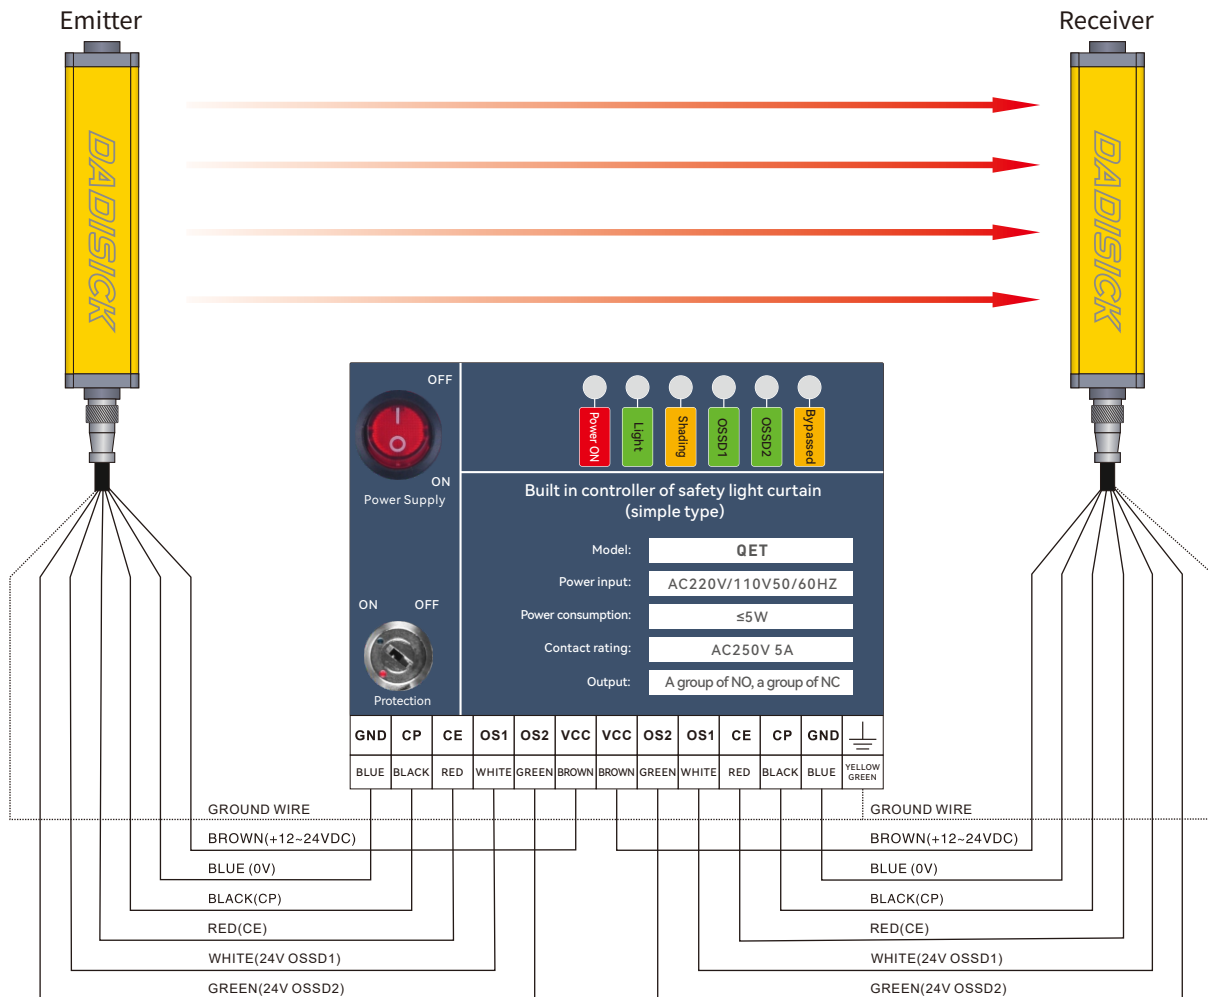 Emitter
Receiver
DADISICK
DADISICK
OFF
ON
Power Supply
ON OFF
Protection
Power ON
Light
Shading
OSSD1
OSSD2
Bypassed
Built in controller of safety light curtain
(simple type)
Model: QET
Power input: AC220V/110V50/60HZ
Power consumption: ≤5W
Contact rating: AC250V 5A
Output: A group of NO, a group of NC
GND CP CE OS1 OS2 VCC VCC OS2 OS1 CE CP GND
BLUE BLACK RED WHITE GREEN BROWN BROWN GREEN WHITE RED BLACK BLUE YELLOW GREEN
GROUND WIRE
BROWN(+12~24VDC)
BLUE (0V)
BLACK(CP)
RED(CE)
WHITE(24V OSSD1)
GREEN(24V OSSD2)
GROUND WIRE
BROWN(+12~24VDC)
BLUE (0V)
BLACK(CP)
RED(CE)
WHITE(24V OSSD1)
GREEN(24V OSSD2)